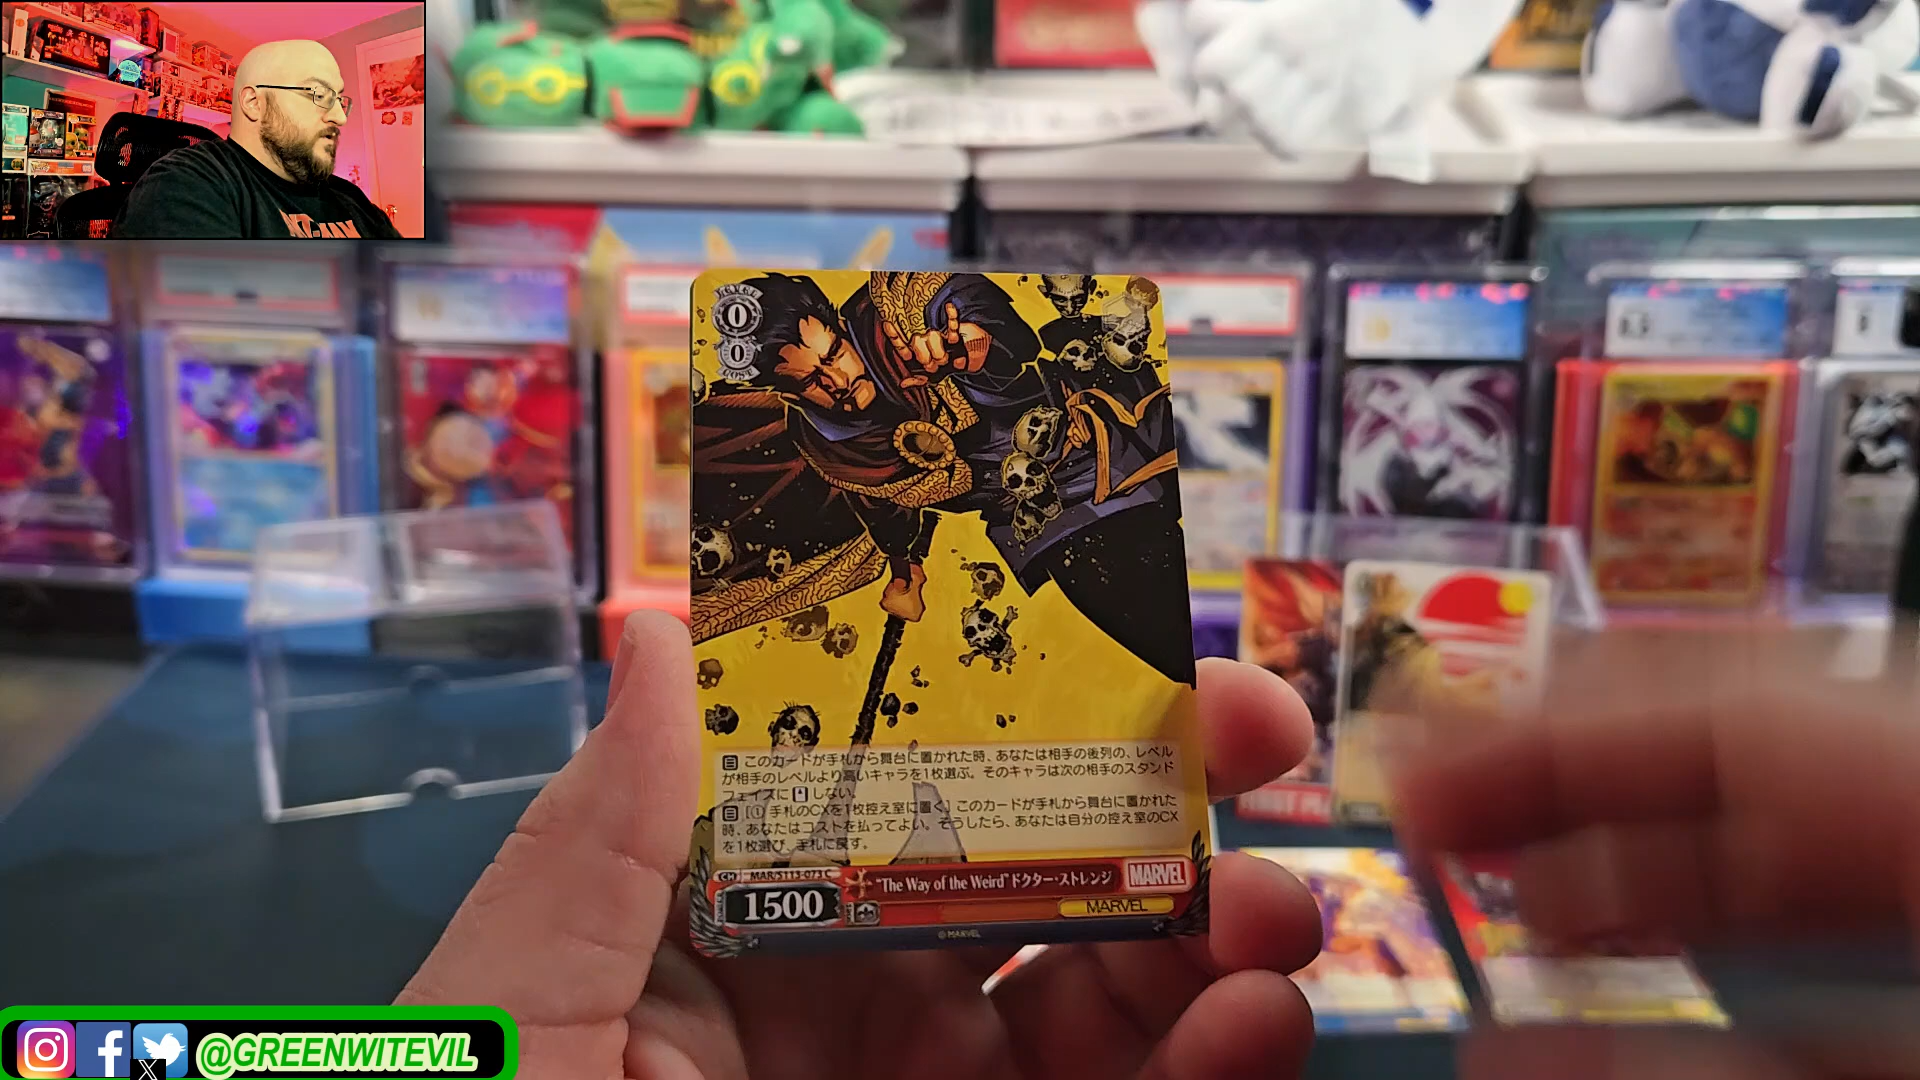 LEVEL
0
0
COST
このカードが手札から舞台に置かれた時、あなたは相手の後列の、レベル
が相手のレベルより高いキャラを1枚選ぶ。そのキャラは次の相手のスタンド
フェイズに しない。
[① 手札のCXを1枚控え室に置く] このカードが手札から舞台に置かれた
時、あなたはコストを払ってよい。そうしたら、あなたは自分の控え室のCX
を1枚選び、手札に戻す。
CH MAR/S113-073 C
"The Way of the Weird" ドクター・ストレンジ
MARVEL
1500
MARVEL
© MARVEL
@GREENWITEVIL